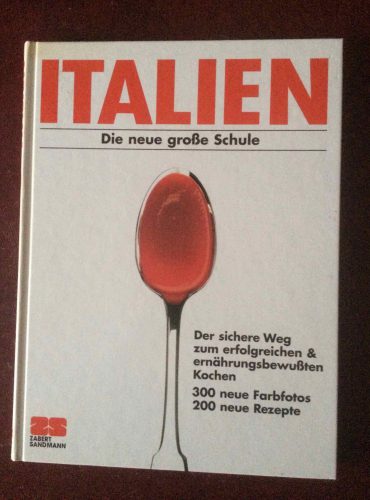 ITALIEN
Die neue große Schule
Der sichere Weg
zum erfolgreichen &
ernährungsbewußten
Kochen
300 neue Farbfotos
200 neue Rezepte
ZS
ZABERT
SANDMANN